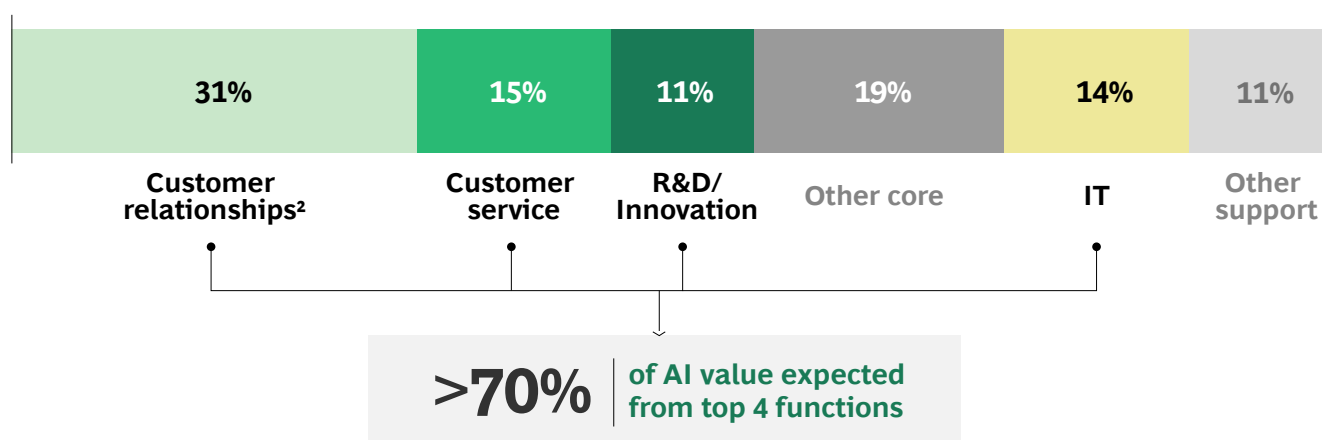 31%
15%
11%
19%
14%
11%
Customer
relationships²
Customer
service
R&D/
Innovation
Other core
IT
Other
support
>70%
of AI value expected
from top 4 functions